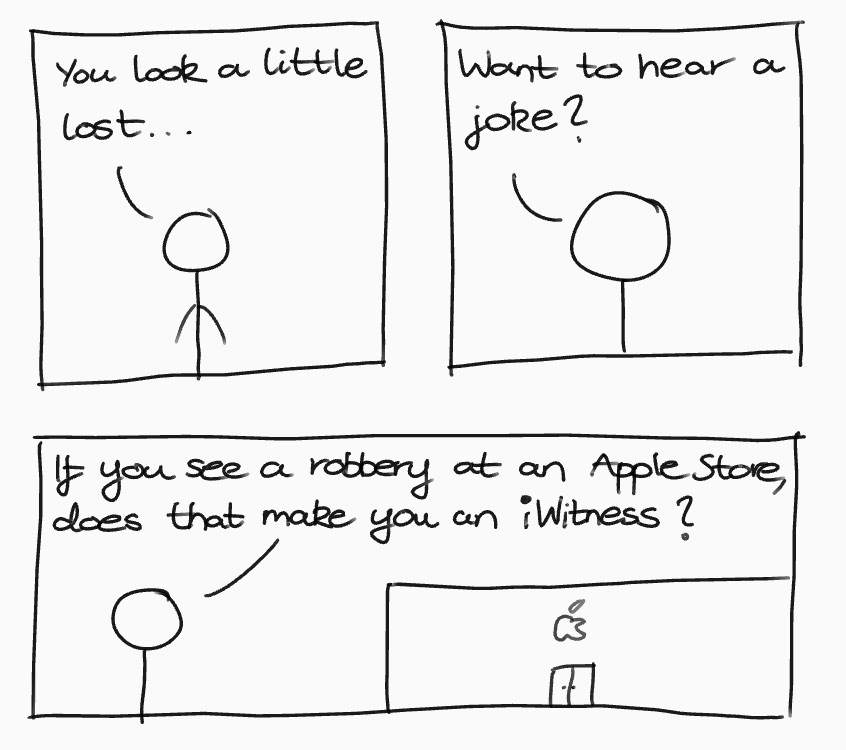 You look a little
lost...
Want to hear a
joke?
If you see a robbery at an Apple Store,
does that make you an iWitness?